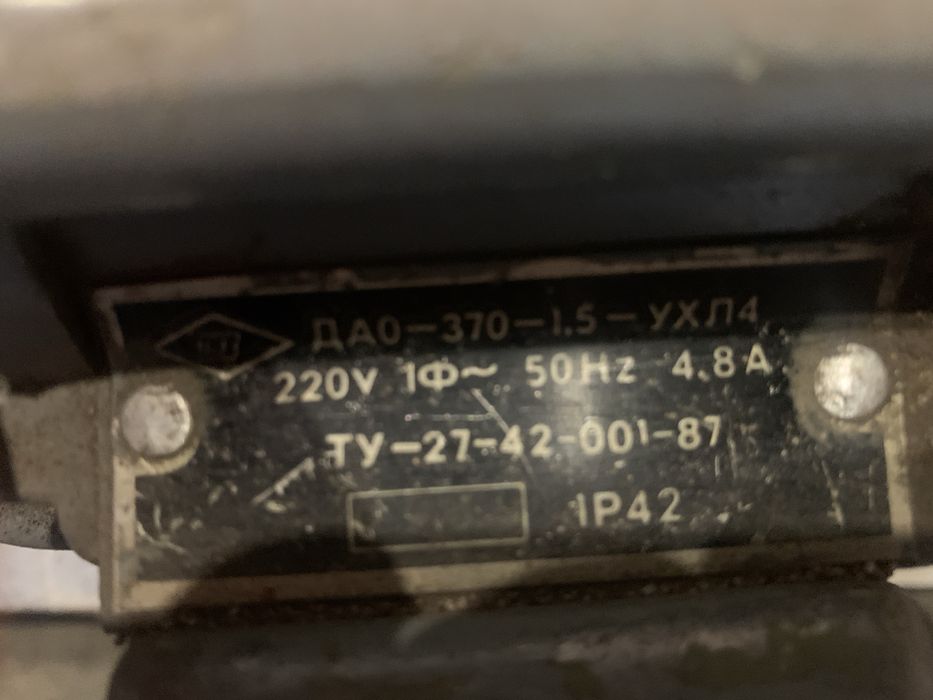 ДАО-370-1.5-УХЛ4
220V 1Ф~ 50Hz 4.8A
ТУ-27-42-001-87
IP42